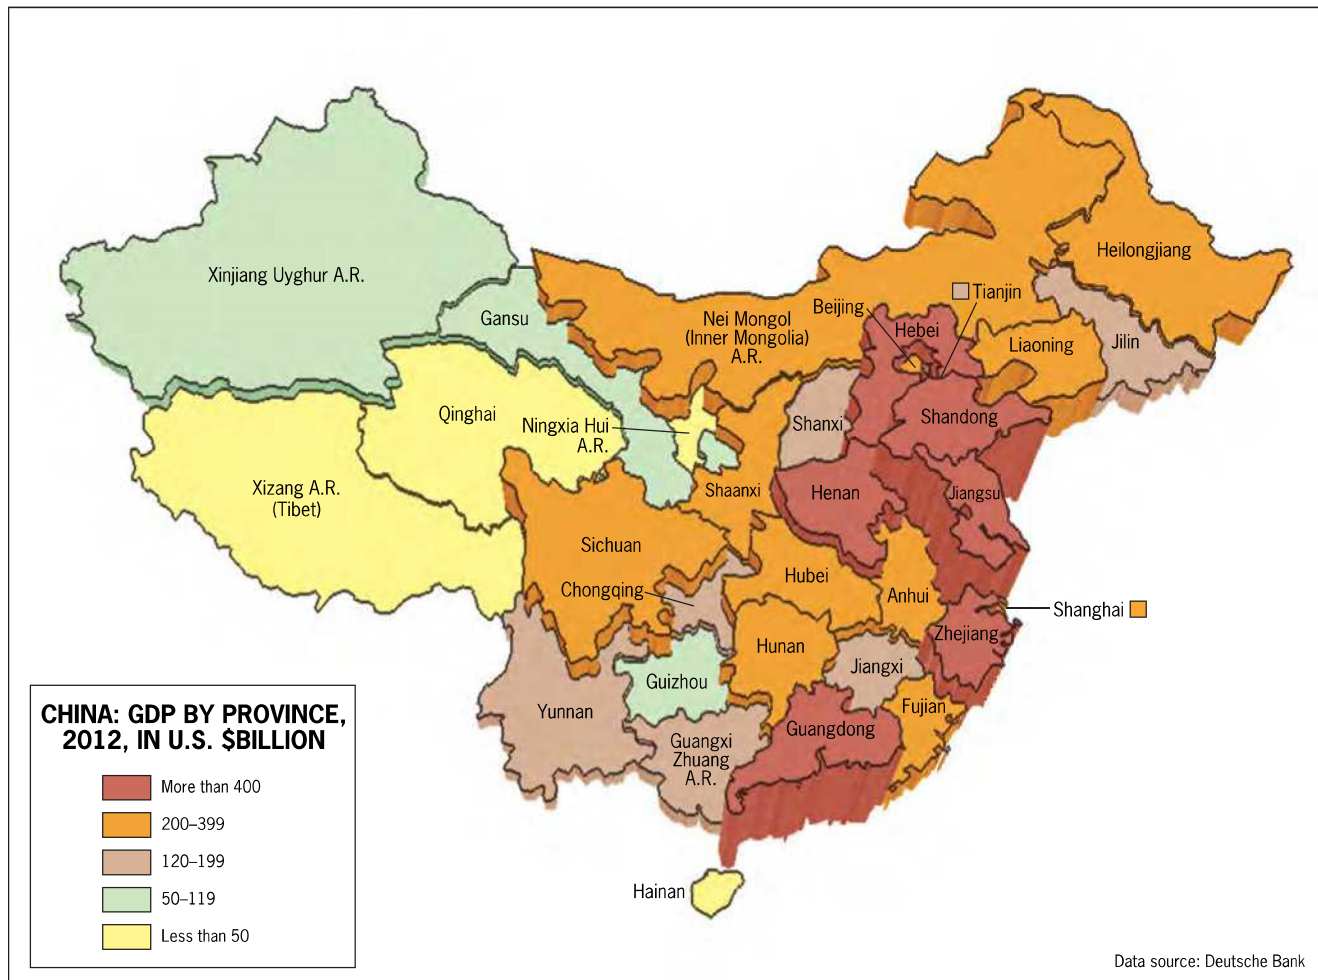 Xinjiang Uyghur A.R.
Gansu
Nei Mongol
(Inner Mongolia)
A.R.
Beijing
Tianjin
Hebei
Heilongjiang
Liaoning
Jilin
Qinghai
Ningxia Hui
A.R.
Shanxi
Shandong
Xizang A.R.
(Tibet)
Shaanxi
Henan
Jiangsu
Sichuan
Chongqing
Hubei
Anhui
Shanghai
Zhejiang
Hunan
Jiangxi
Guizhou
Yunnan
Fujian
Guangdong
Guangxi
Zhuang
A.R.
Hainan
CHINA: GDP BY PROVINCE,
2012, IN U.S. $BILLION
More than 400
200–399
120–199
50–119
Less than 50
Data source: Deutsche Bank